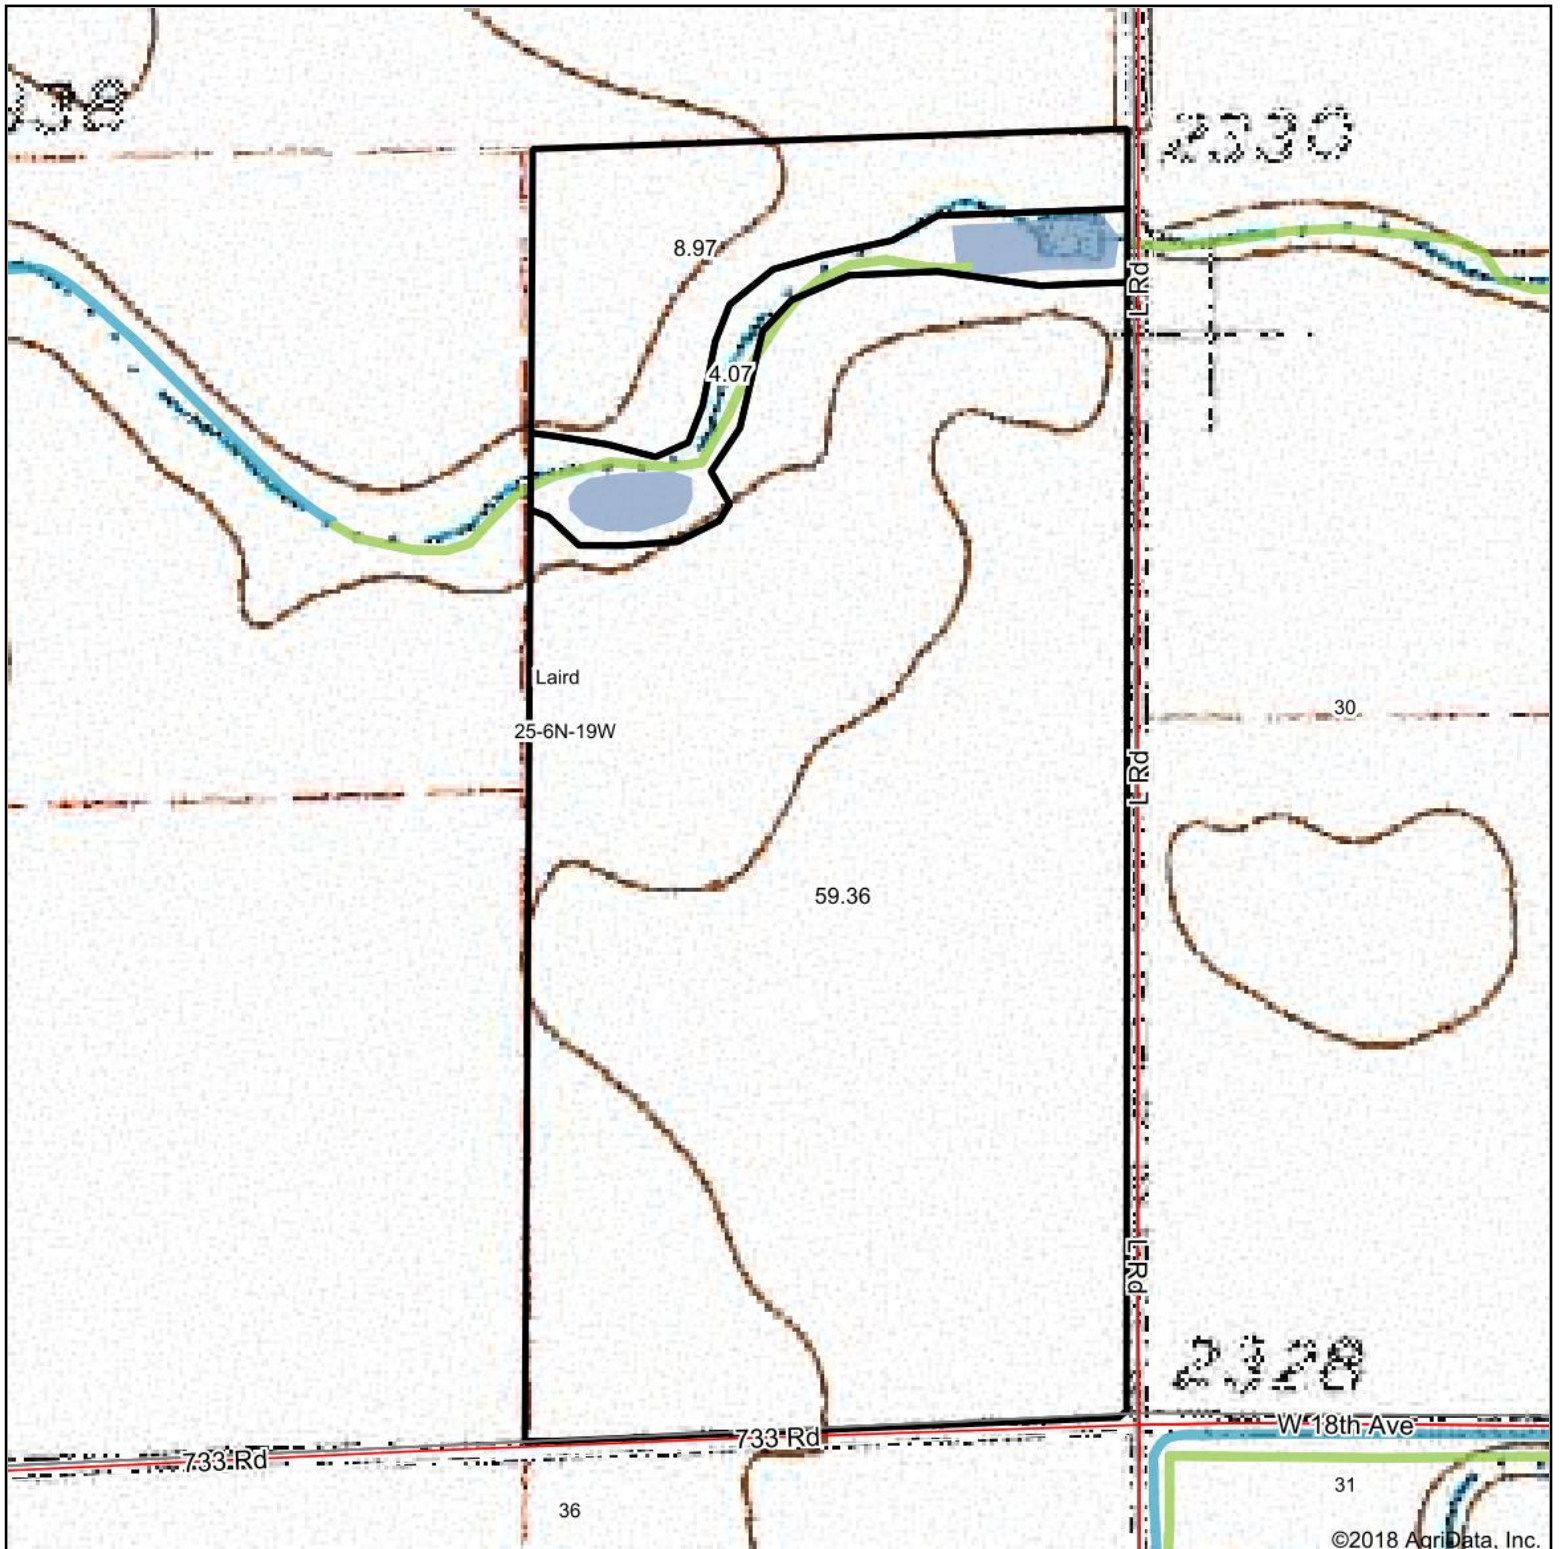 2330
8.97
L Rd
4.07
Laird
30
25-6N-19W
L Rd
59.36
L Rd
2328
W 18th Ave
733 Rd
733 Rd
31
36
©2018 AgriData, Inc.